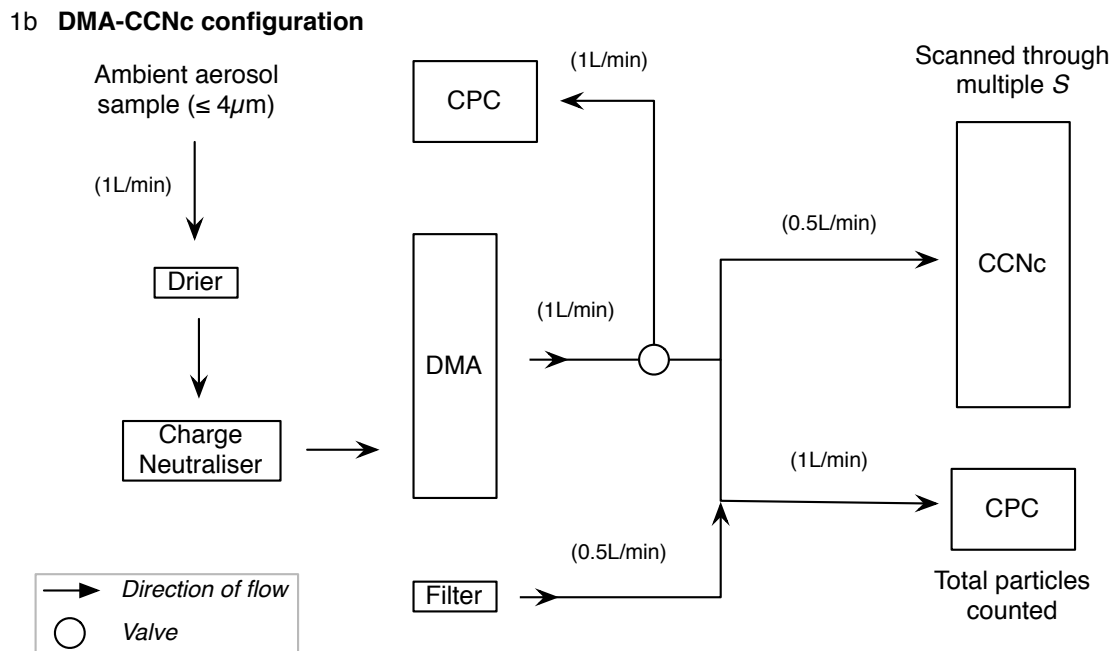 1b DMA-CCNc configuration
Ambient aerosol
sample (≤ 4µm)
(1L/min)
Drier
Charge
Neutraliser
CPC
(1L/min)
DMA
(1L/min)
Filter
(0.5L/min)
Scanned through
multiple S
(0.5L/min)
CCNc
(1L/min)
CPC
Total particles
counted
Direction of flow
Valve